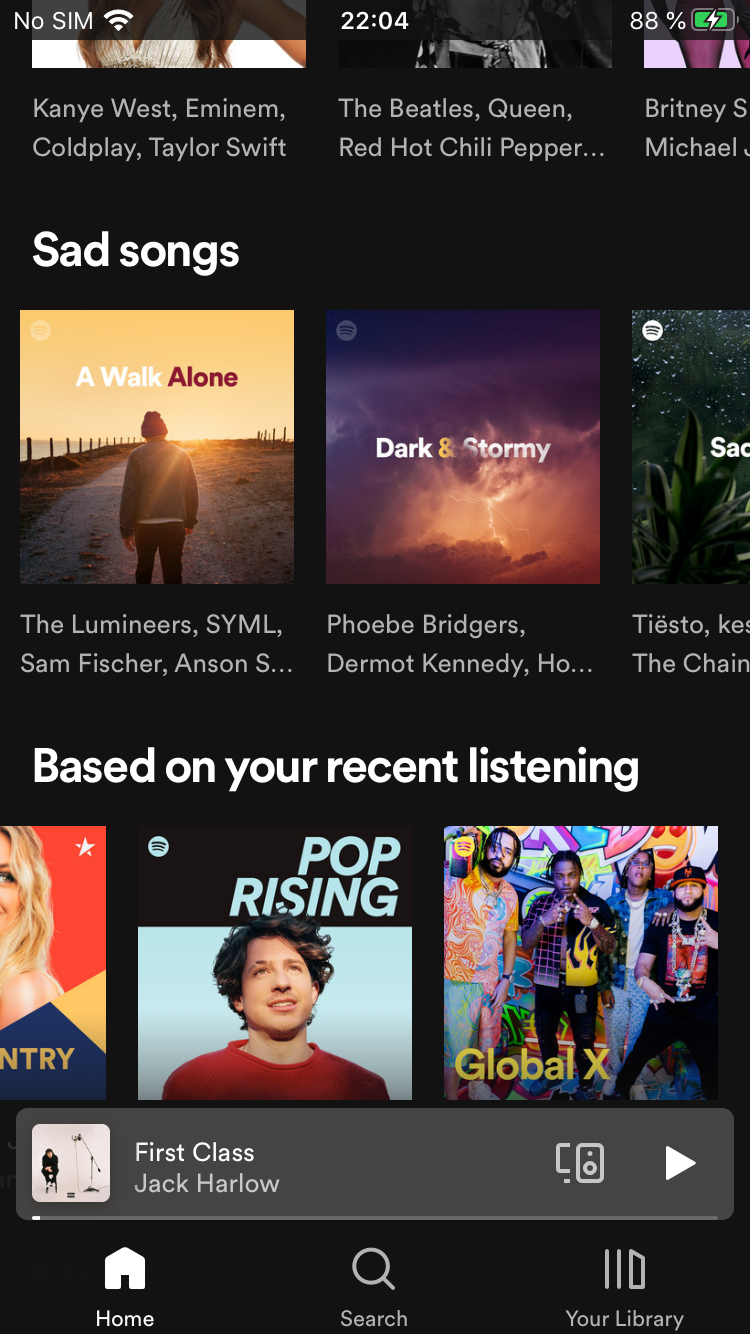 No SIM 22:04 88 %
Kanye West, Eminem,
Coldplay, Taylor Swift
The Beatles, Queen,
Red Hot Chili Pepper...
Britney S
Michael J
Sad songs
A Walk Alone
Dark & Stormy
Sad
The Lumineers, SYML,
Sam Fischer, Anson S...
Phoebe Bridgers,
Dermot Kennedy, Ho...
Tiësto, kes
The Chain
Based on your recent listening
NTRY
POP
RISING
Global X
First Class
Jack Harlow
Home
Search
Your Library